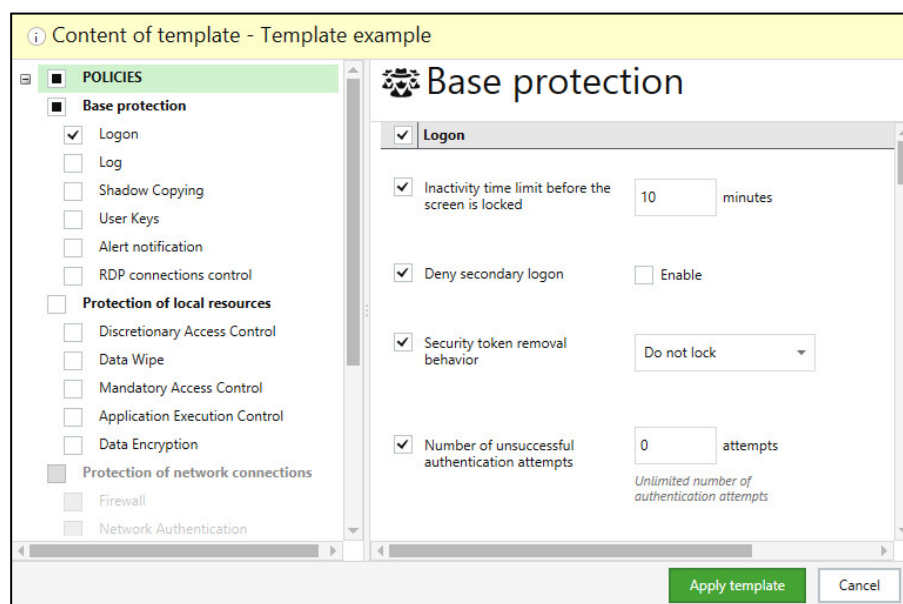 Content of template - Template example
POLICIES
Base protection
Logon
Log
Shadow Copying
User Keys
Alert notification
RDP connections control
Protection of local resources
Discretionary Access Control
Data Wipe
Mandatory Access Control
Application Execution Control
Data Encryption
Protection of network connections
Firewall
Network Authentication
Base protection
Logon
Inactivity time limit before the
screen is locked
10 minutes
Deny secondary logon
Enable
Security token removal
behavior
Do not lock
Number of unsuccessful
authentication attempts
0 attempts
Unlimited number of
authentication attempts
Apply template
Cancel